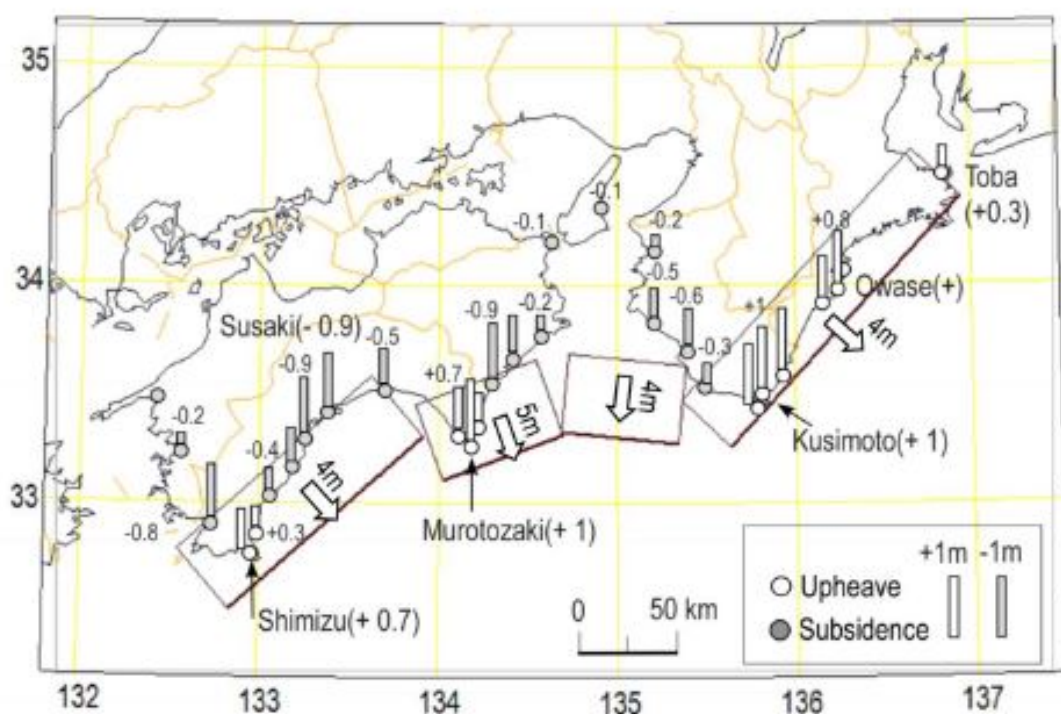 35
34
33
132
133
134
135
136
137
-0.1
-0.1
-0.2
-0.5
-0.6
-0.3
+0.8
+1
Toba
(+0.3)
Owase(+)
4m
Kusimoto(+ 1)
Susaki(- 0.9)
-0.5
-0.9
-0.2
-0.9
+0.7
5m
4m
-0.2
-0.4
4m
-0.8
+0.3
Murotozaki(+ 1)
Shimizu(+ 0.7)
0 50 km
+1m -1m
Upheave
Subsidence